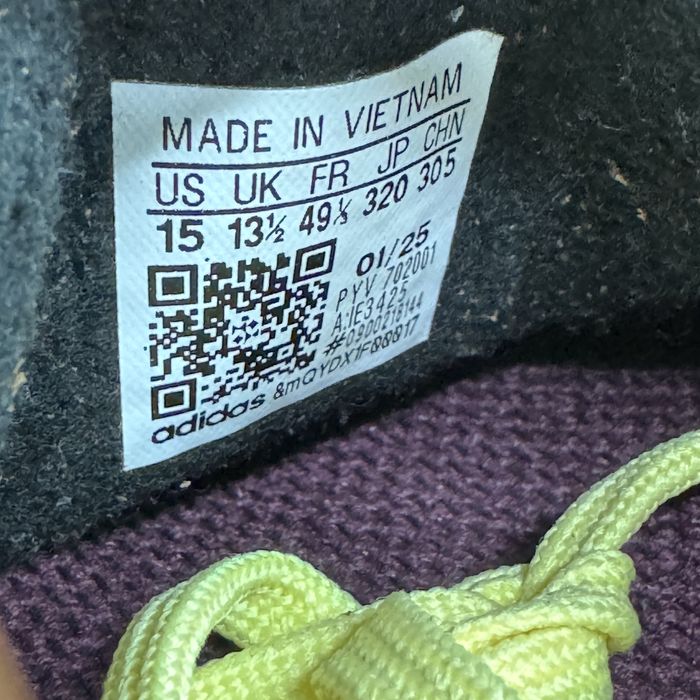 MADE IN VIETNAM
US UK FR JP CHN
15 13½ 49⅓ 320 305
01/25
PYV 702001
A:IE3425
#0900218144
&mQYDX1F00017
adidas